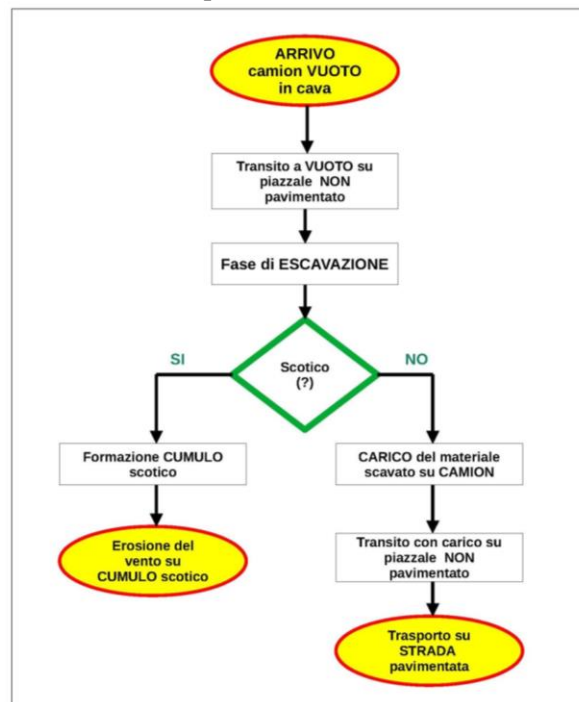 ARRIVO
camion VUOTO
in cava
Transito a VUOTO su
piazzale NON
pavimentato
Fase di ESCAVAZIONE
Scotico
(?)
SI
NO
Formazione CUMULO
scotico
Erosione del
vento su
CUMULO scotico
CARICO del materiale
scavato su CAMION
Transito con carico su
piazzale NON
pavimentato
Trasporto su
STRADA
pavimentata